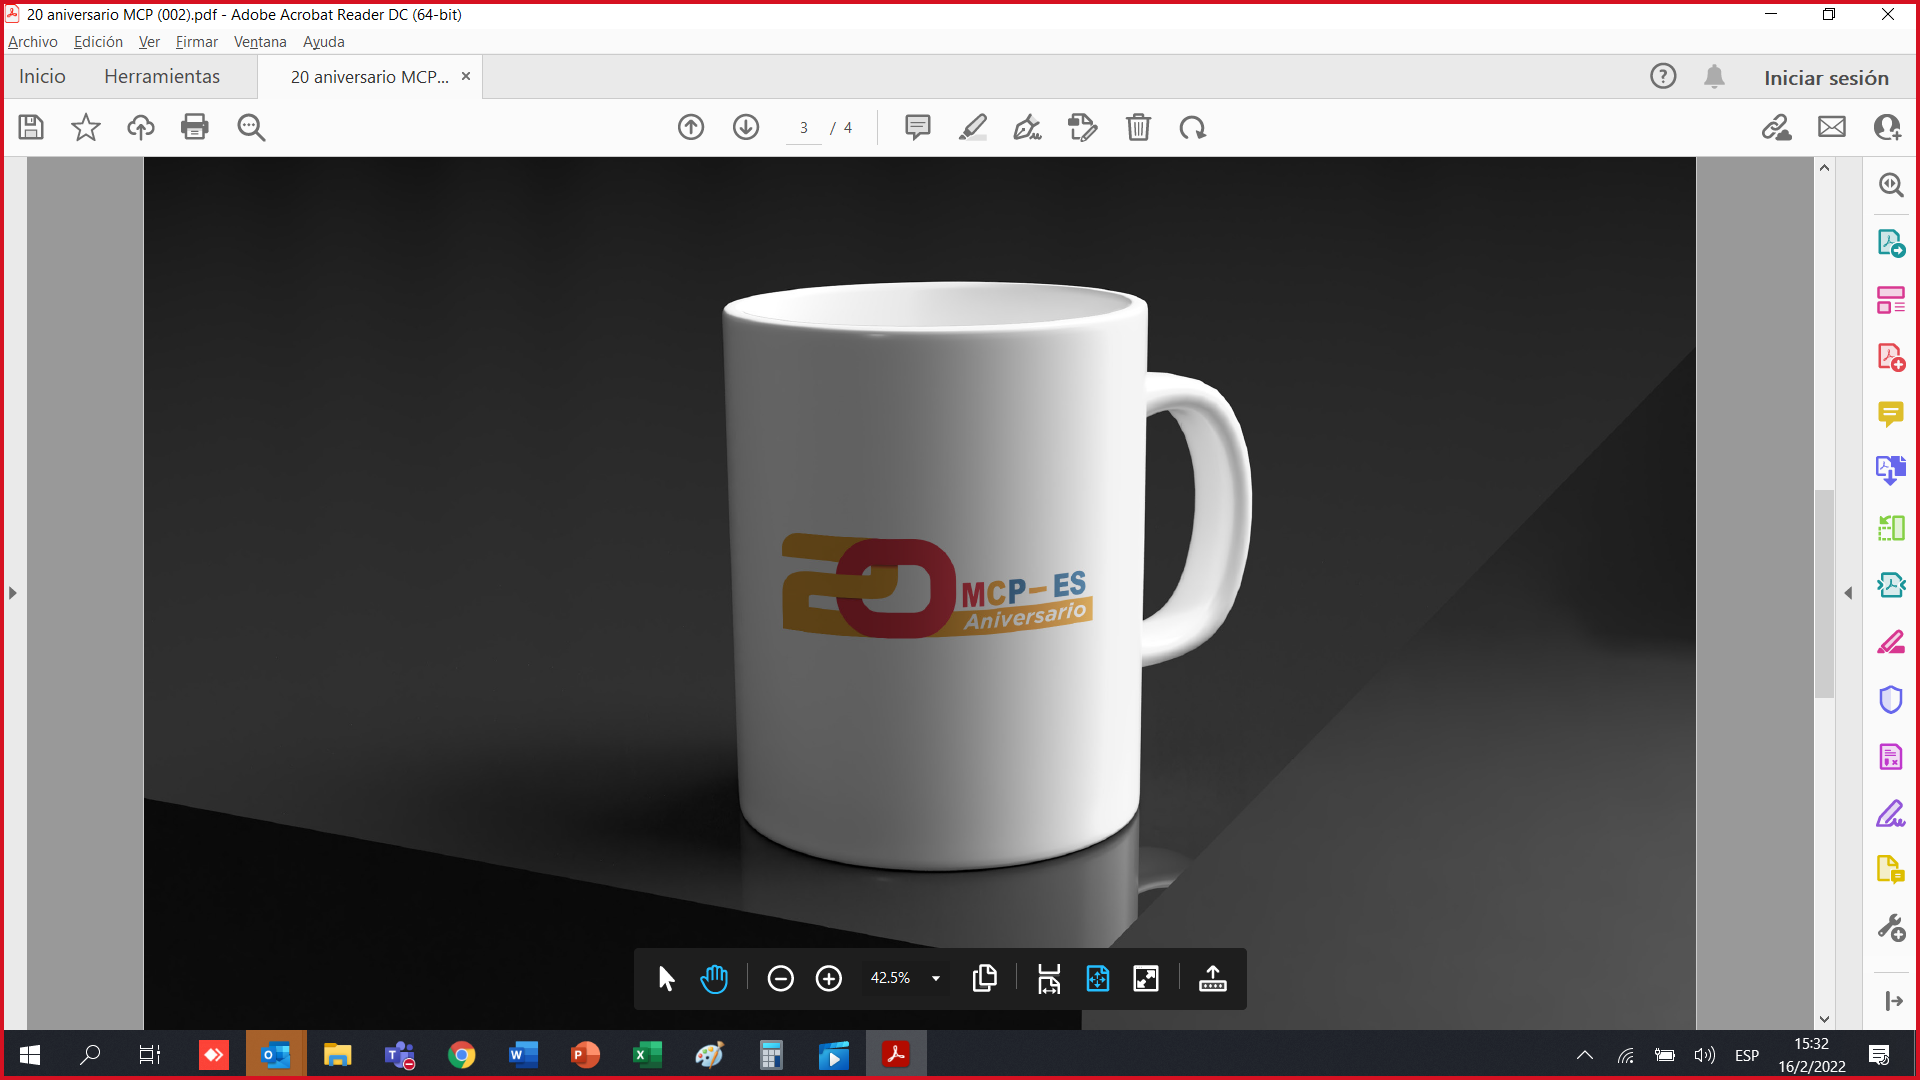 20 aniversario MCP (002).pdf - Adobe Acrobat Reader DC (64-bit)
Archivo Edición Ver Firmar Ventana Ayuda
Inicio Herramientas 20 aniversario MCP... × Iniciar sesión
3 / 4
20 MCP-ES
Aniversario
42.5%
ESP 15:32
16/2/2022